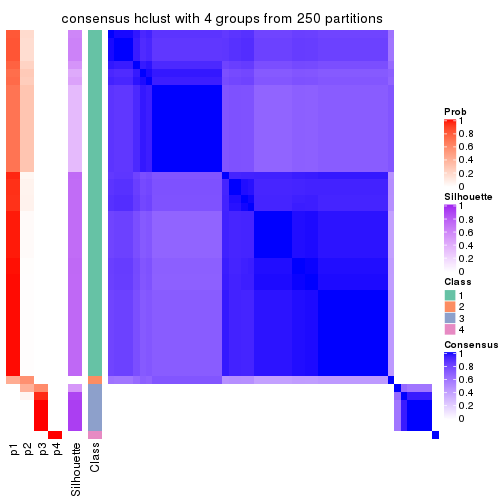 consensus hclust with 4 groups from 250 partitions
Prob
1
0.8
0.6
0.4
0.2
0
Silhouette
1
0.8
0.6
0.4
0.2
0
Class
1
2
3
4
Consensus
1
0.8
0.6
0.4
0.2
0
p1
p2
p3
p4
Silhouette
Class